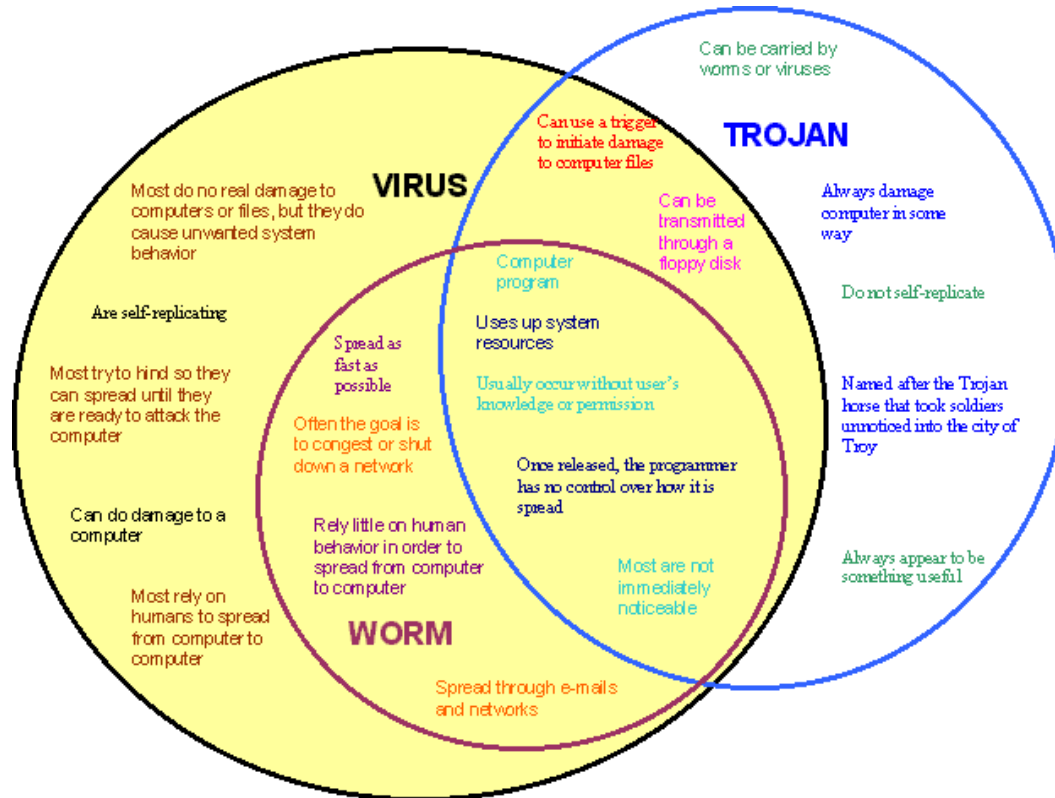 Can be carried by
worms or viruses
TROJAN
Can use a trigger
to initiate damage
to computer files
VIRUS
Most do no real damage to
computers or files, but they do
cause unwanted system
behavior
Can be
transmitted
through a
floppy disk
Always damage
computer in some
way
Computer
program
Are self-replicating
Do not self-replicate
Uses up system
resources
Spread as
fast as
possible
Most try to hind so they
can spread until they
are ready to attack the
computer
Usually occur without user's
knowledge or permission
Named after the Trojan
horse that took soldiers
unnoticed into the city of
Troy
Often the goal is
to congest or shut
down a network
Once released, the programmer
has no control over how it is
spread
Can do damage to a
computer
Rely little on human
behavior in order to
spread from computer
to computer
Most are not
immediately
noticeable
Always appear to be
something useful
Most rely on
humans to spread
from computer to
computer
WORM
Spread through e-mails
and networks